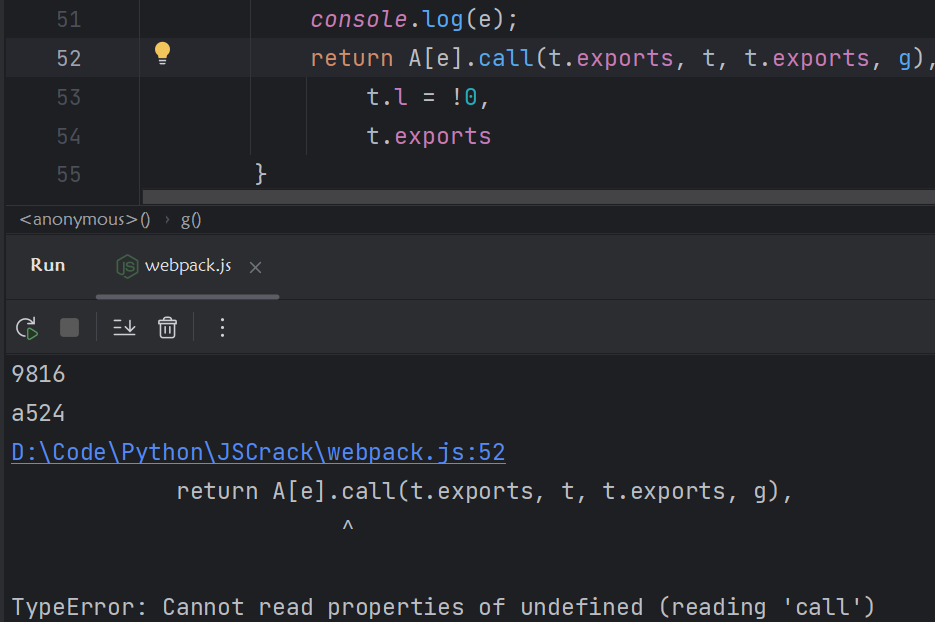 51 console.log(e);
52 return A[e].call(t.exports, t, t.exports, g),
53 t.l = !0,
54 t.exports
55 }
<anonymous>() › g()
Run JS webpack.js ×
9816
a524
D:\Code\Python\JSCrack\webpack.js:52
return A[e].call(t.exports, t, t.exports, g),
^
TypeError: Cannot read properties of undefined (reading 'call')